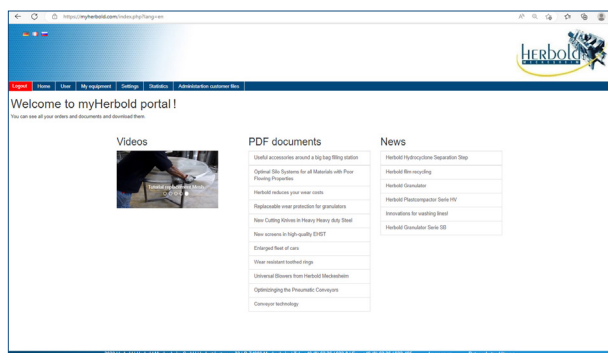 https://myherbold.com/index.php?lang=en
HERBOLD
MECKESHEIM
Logout Home User My equipment Settings Statistics Administartion customer files
Welcome to myHerbold portal !
You can see all your orders and documents and download them
Videos
Tutorial replacement
PDF documents
Useful accessories around a big bag filling station
Optimal Silo Systems for all Materials with Poor
Flowing Properties
Herbold reduces your wear costs
Replaceable wear protection for granulators
New Cutting Knives in Heavy Heavy duty Steel
New screens in high-quality EHST
Enlarged fleet of cars
Wear resistant toothed rings
Universal Blowers from Herbold Meckesheim
Optimizinging the Pneumatic Conveyors
Conveyor technology
News
Herbold Hydrocyclone Separation Step
Herbold film recycling
Herbold Granulator
Herbold Plastcompactor Serie HV
Innovations for washing lines!
Herbold Granulator Serie SB